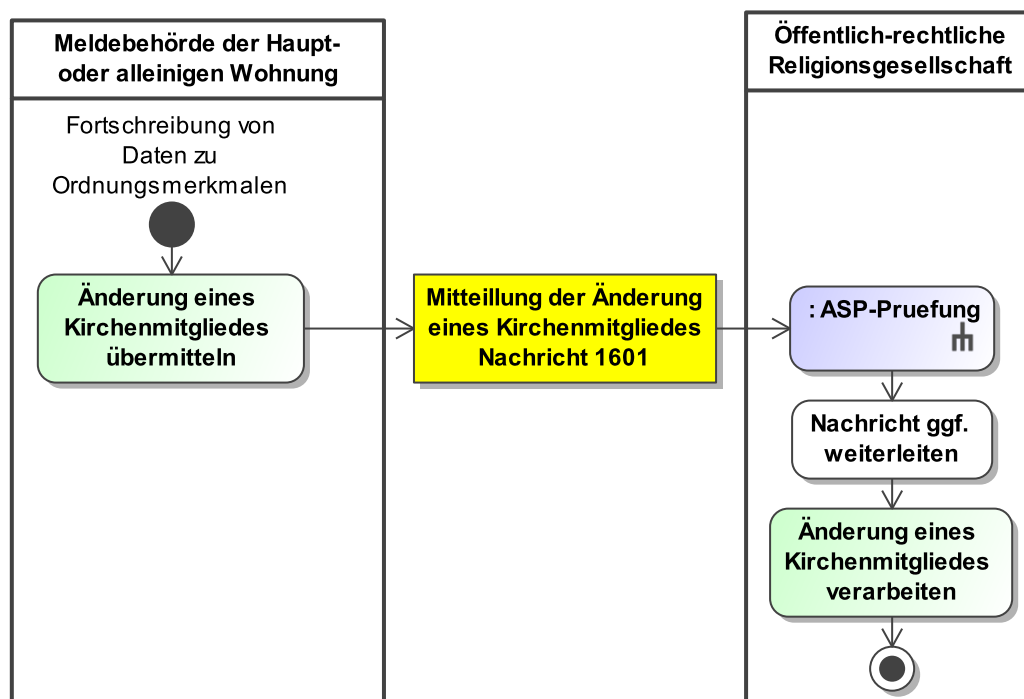 Meldebehörde der Haupt-
oder alleinigen Wohnung
Fortschreibung von
Daten zu
Ordnungsmerkmalen
Änderung eines
Kirchenmitgliedes
übermitteln
Mitteillung der Änderung
eines Kirchenmitgliedes
Nachricht 1601
Öffentlich-rechtliche
Religionsgesellschaft
: ASP-Pruefung
Nachricht ggf.
weiterleiten
Änderung eines
Kirchenmitgliedes
verarbeiten